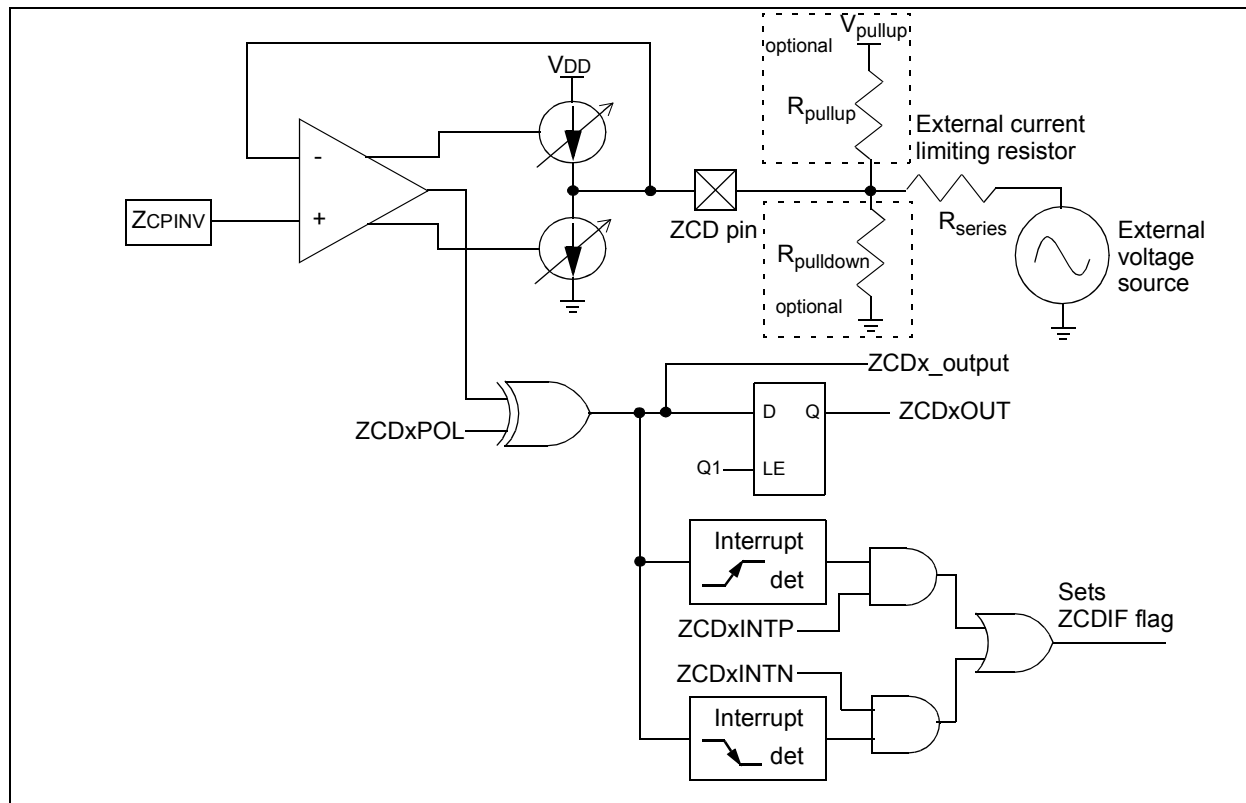 optional
Vpullup
VDD
Rpullup
External current
limiting resistor
-
+
ZCPINV
ZCD pin
Rseries
Rpulldown
optional
External
voltage
source
ZCDx_output
ZCDxPOL
D
Q
ZCDxOUT
Q1
LE
Interrupt
det
ZCDxINTP
Sets
ZCDIF flag
ZCDxINTN
Interrupt
det